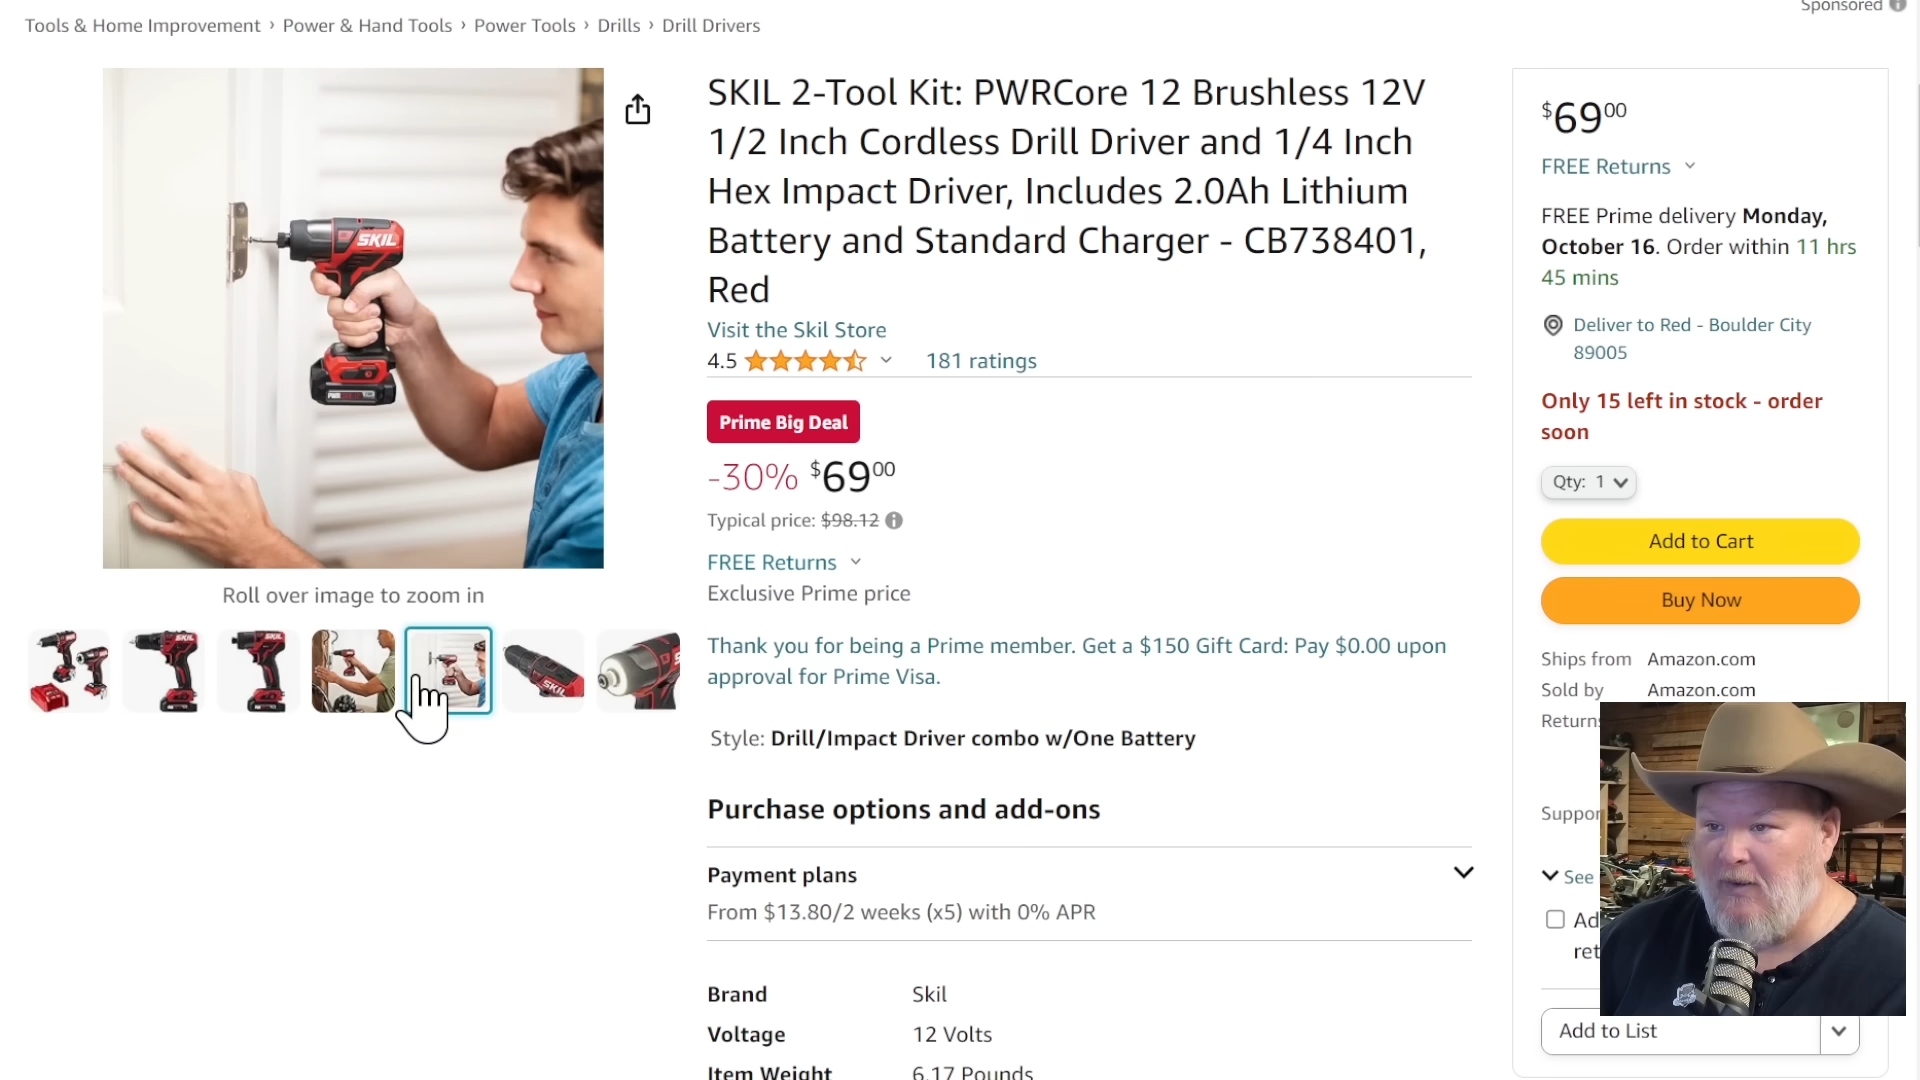 Sponsored
Tools & Home Improvement › Power & Hand Tools › Power Tools › Drills › Drill Drivers
SKIL
Roll over image to zoom in
SKIL 2-Tool Kit: PWRCore 12 Brushless 12V
1/2 Inch Cordless Drill Driver and 1/4 Inch
Hex Impact Driver, Includes 2.0Ah Lithium
Battery and Standard Charger - CB738401,
Red
Visit the Skil Store
4.5 181 ratings
Prime Big Deal
-30% $6900
Typical price: $98.12
FREE Returns
Exclusive Prime price
Thank you for being a Prime member. Get a $150 Gift Card: Pay $0.00 upon
approval for Prime Visa.
Style: Drill/Impact Driver combo w/One Battery
Purchase options and add-ons
Payment plans
From $13.80/2 weeks (x5) with 0% APR
Brand Skil
Voltage 12 Volts
Item Weight 6.17 Pounds
$6900
FREE Returns
FREE Prime delivery Monday,
October 16. Order within 11 hrs
45 mins
Deliver to Red - Boulder City
89005
Only 15 left in stock - order
soon
Qty: 1
Add to Cart
Buy Now
Ships from Amazon.com
Sold by Amazon.com
Return
Suppor
See
Ad
ret
Add to List